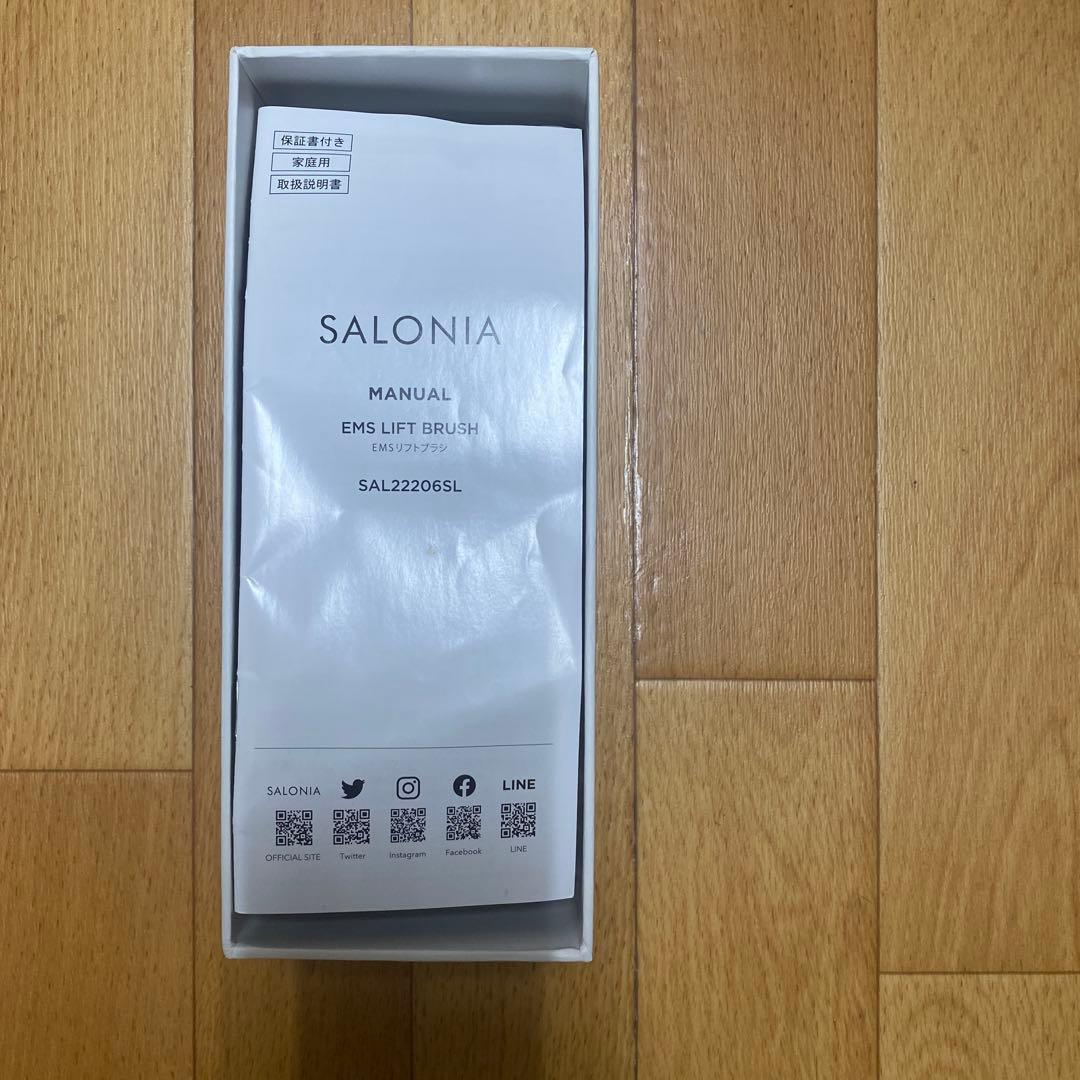 保証書付き
家庭用
取扱説明書
SALONIA
MANUAL
EMS LIFT BRUSH
EMSリフトブラシ
SAL22206SL
SALONIA
LINE
OFFICIAL SITE
Twitter
Instagram
Facebook
LINE